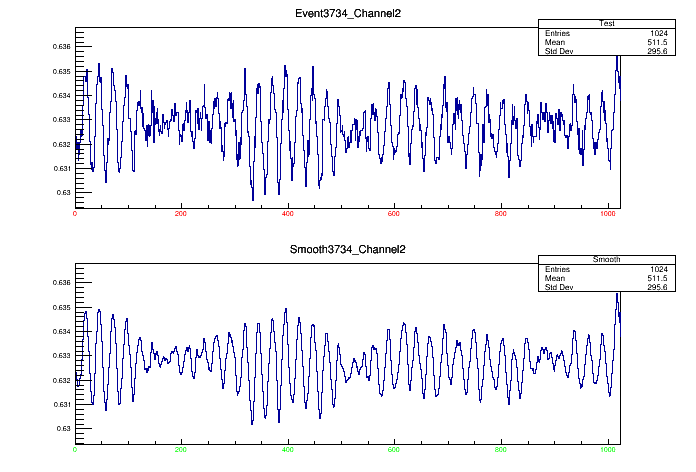 Event3734_Channel2
Test
Entries 1024
Mean 511.5
Std Dev 295.6
0.636
0.635
0.634
0.633
0.632
0.631
0.63
0 200 400 600 800 1000
Smooth3734_Channel2
Smooth
Entries 1024
Mean 511.5
Std Dev 295.6
0.636
0.635
0.634
0.633
0.632
0.631
0.63
0 200 400 600 800 1000